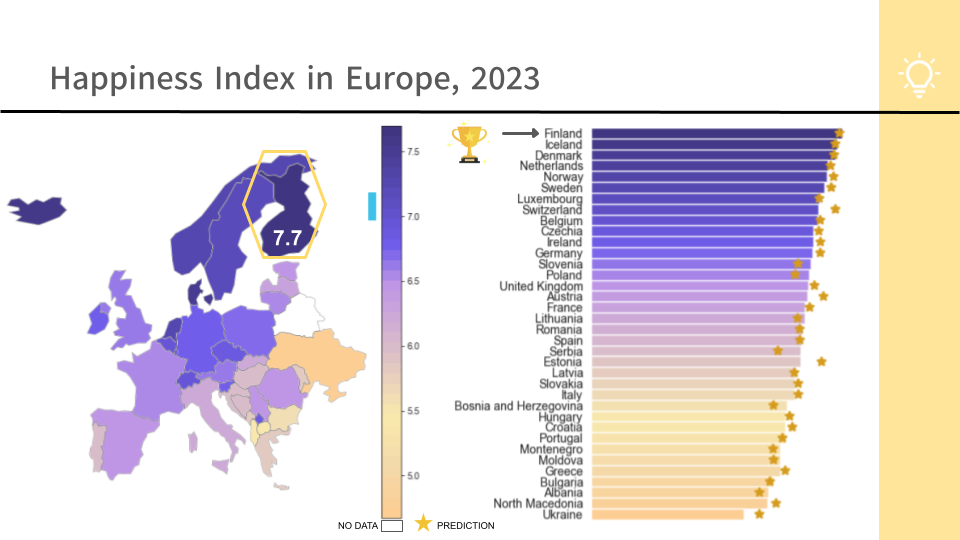 Happiness Index in Europe, 2023
7.7
7.5
7.0
6.5
6.0
5.5
5.0
NO DATA
PREDICTION
Finland
Iceland
Denmark
Netherlands
Norway
Sweden
Luxembourg
Switzerland
Belgium
Czechia
Ireland
Germany
Slovenia
Poland
United Kingdom
Austria
France
Lithuania
Romania
Spain
Serbia
Estonia
Latvia
Slovakia
Italy
Bosnia and Herzegovina
Hungary
Croatia
Portugal
Montenegro
Moldova
Greece
Bulgaria
Albania
North Macedonia
Ukraine